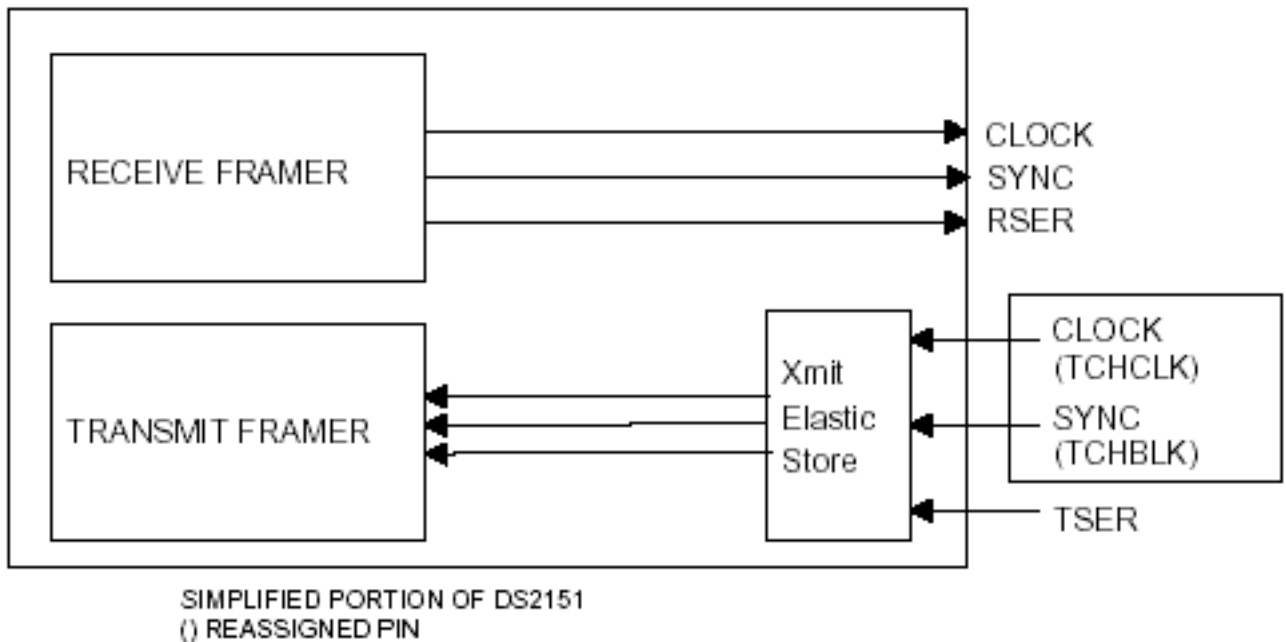 RECEIVE FRAMER
CLOCK
SYNC
RSER
TRANSMIT FRAMER
Xmit
Elastic
Store
CLOCK
(TCHCLK)
SYNC
(TCHBLK)
TSER
SIMPLIFIED PORTION OF DS2151
() REASSIGNED PIN